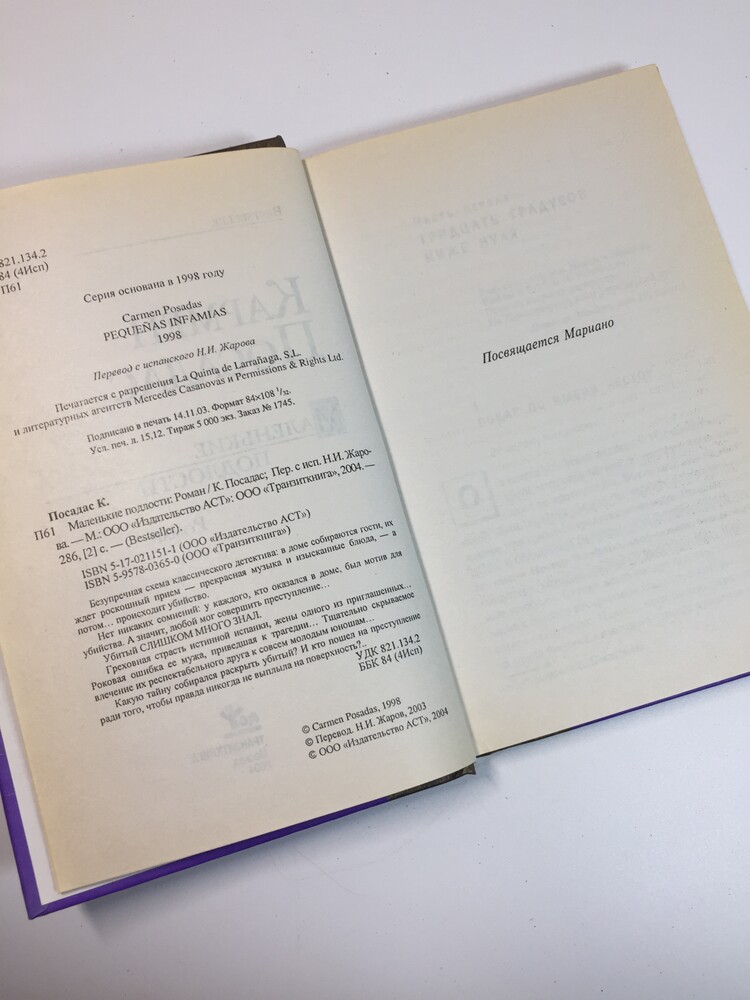 821.134.2
84 (4Исп)
П61
Серия основана в 1998 году
Carmen Posadas
PEQUEÑAS INFAMIAS
1998
Перевод с испанского Н.И. Жарова
Печатается с разрешения La Quinta de Larrañaga, S,L.
и литературных агентств Mercedes Casanovas и Permissions & Rights Ltd.
Подписано в печать 14.11.03. Формат 84×108 1/32.
Усл. печ. л. 15,12. Тираж 5 000 экз. Заказ № 1745.
Посадас К.
П61 Маленькие подлости: Роман / К. Посадас; Пер. с исп. Н.И. Жаро-
ва. — М.: ООО «Издательство АСТ»: ООО «Транзиткнига», 2004. —
286, [2] с. — (Bestseller).
ISBN 5-17-021151-1 (ООО «Издательство АСТ»)
ISBN 5-9578-0365-0 (ООО «Транзиткнига»)
Безупречная схема классического детектива: в доме собираются гости, их
ждет роскошный прием — прекрасная музыка и изысканные блюда, — а
потом... происходит убийство.
Нет никаких сомнений: у каждого, кто оказался в доме, был мотив для
убийства. А значит, любой мог совершить преступление...
Убитый СЛИШКОМ МНОГО ЗНАЛ.
Греховная страсть истинной испанки, жены одного из приглашенных...
Роковая ошибка ее мужа, приведшая к трагедии... Тщательно скрываемое
влечение их респектабельного друга к совсем молодым юношам...
Какую тайну собирался раскрыть убитый? И кто пошел на преступление
ради того, чтобы правда никогда не выплыла на поверхность?..
УДК 821.134.2
ББК 84 (4Исп)
© Carmen Posadas, 1998
© Перевод. Н.И. Жаров, 2003
© ООО «Издательство АСТ», 2004
Посвящается Мариано